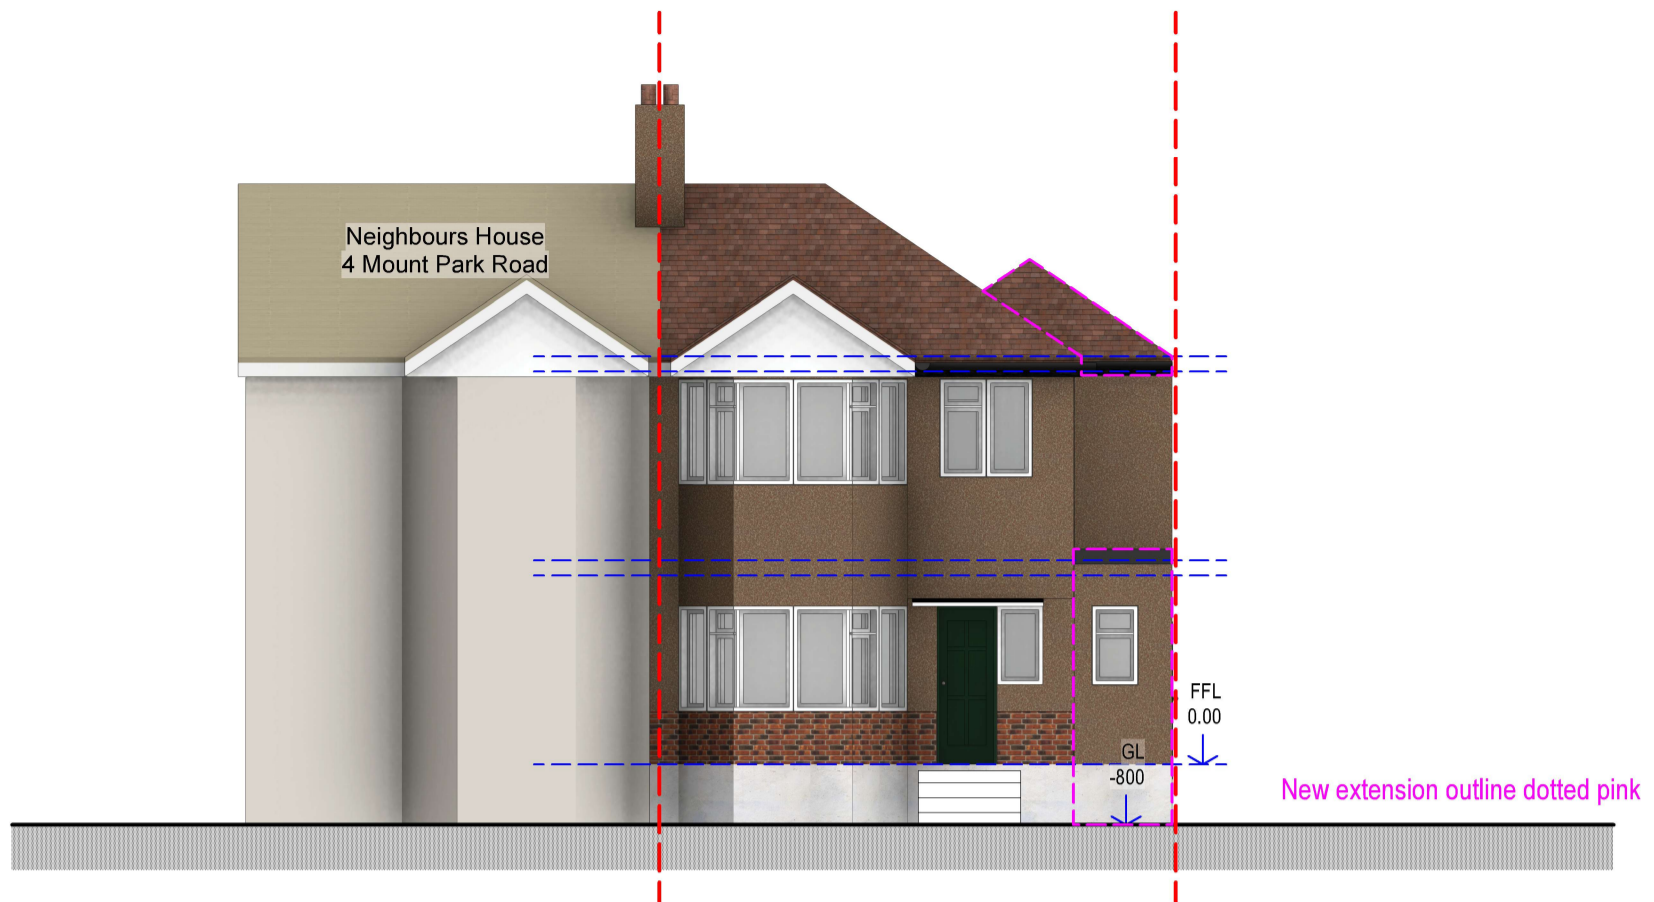 Neighbours House
4 Mount Park Road
FFL
0.00
GL
-800
New extension outline dotted pink